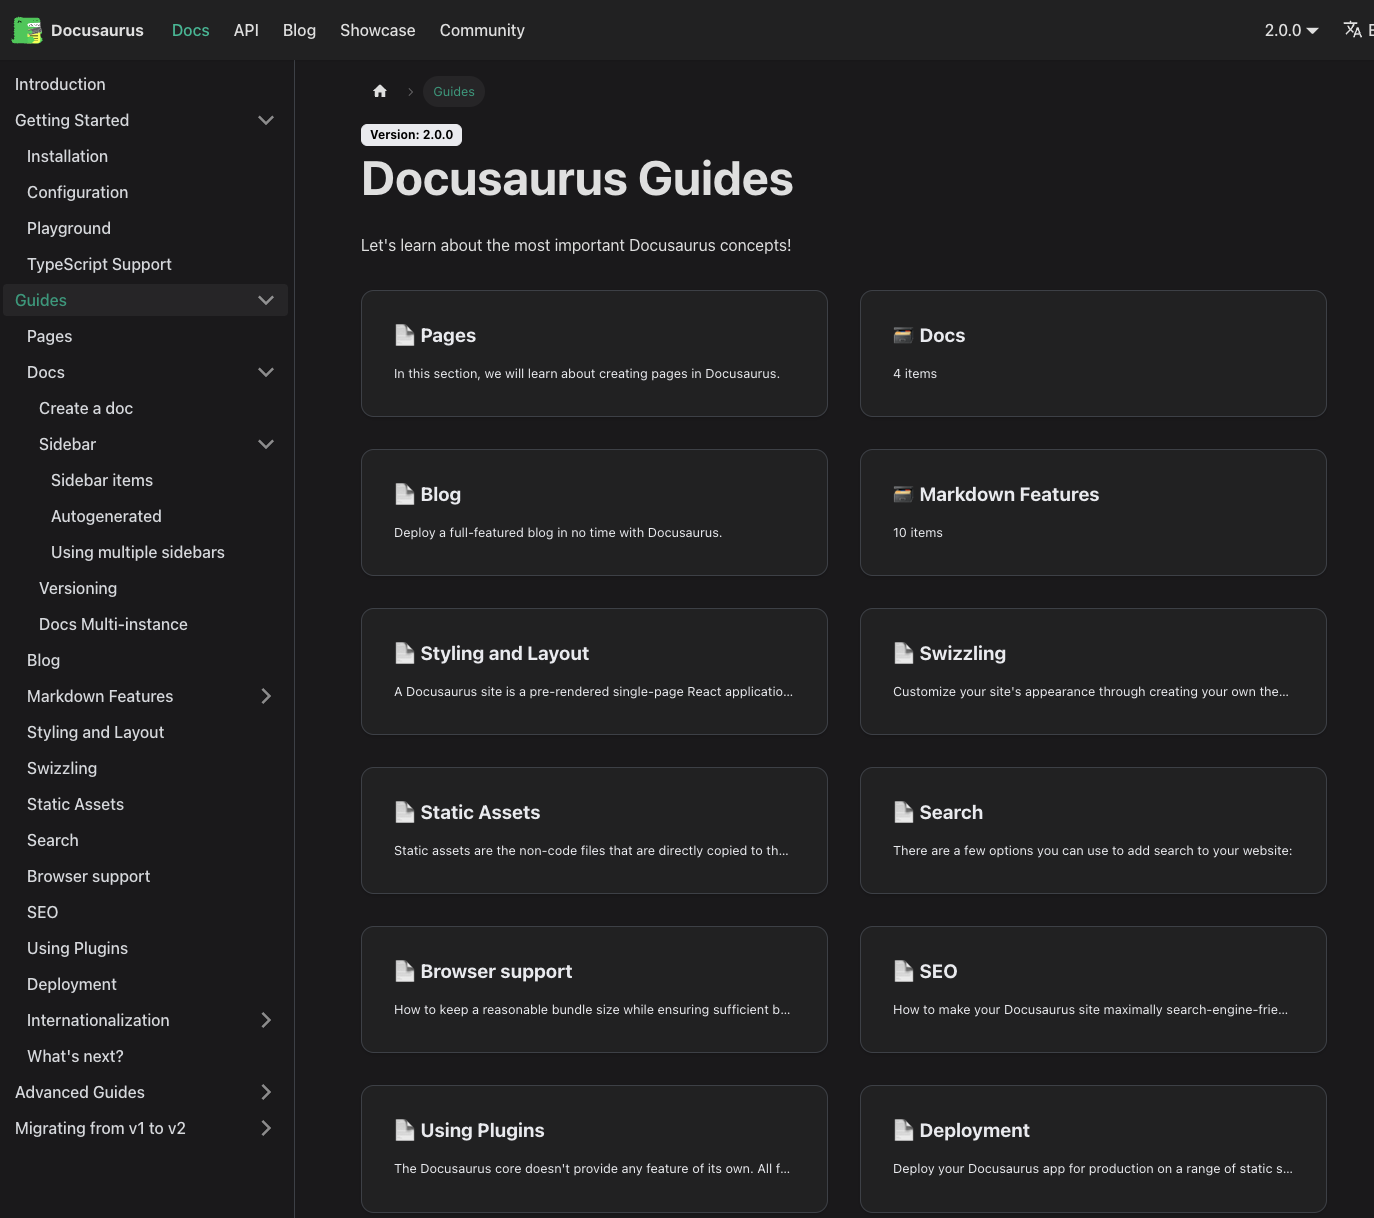 Docusaurus Docs API Blog Showcase Community 2.0.0
Introduction
Getting Started
Installation
Configuration
Playground
TypeScript Support
Guides
Pages
Docs
Create a doc
Sidebar
Sidebar items
Autogenerated
Using multiple sidebars
Versioning
Docs Multi-instance
Blog
Markdown Features
Styling and Layout
Swizzling
Static Assets
Search
Browser support
SEO
Using Plugins
Deployment
Internationalization
What's next?
Advanced Guides
Migrating from v1 to v2
Guides
Version: 2.0.0
Docusaurus Guides
Let's learn about the most important Docusaurus concepts!
Pages
In this section, we will learn about creating pages in Docusaurus.
Docs
4 items
Blog
Deploy a full-featured blog in no time with Docusaurus.
Markdown Features
10 items
Styling and Layout
A Docusaurus site is a pre-rendered single-page React applicatio...
Swizzling
Customize your site's appearance through creating your own the...
Static Assets
Static assets are the non-code files that are directly copied to th...
Search
There are a few options you can use to add search to your website:
Browser support
How to keep a reasonable bundle size while ensuring sufficient b...
SEO
How to make your Docusaurus site maximally search-engine-frie...
Using Plugins
The Docusaurus core doesn't provide any feature of its own. All f...
Deployment
Deploy your Docusaurus app for production on a range of static s...